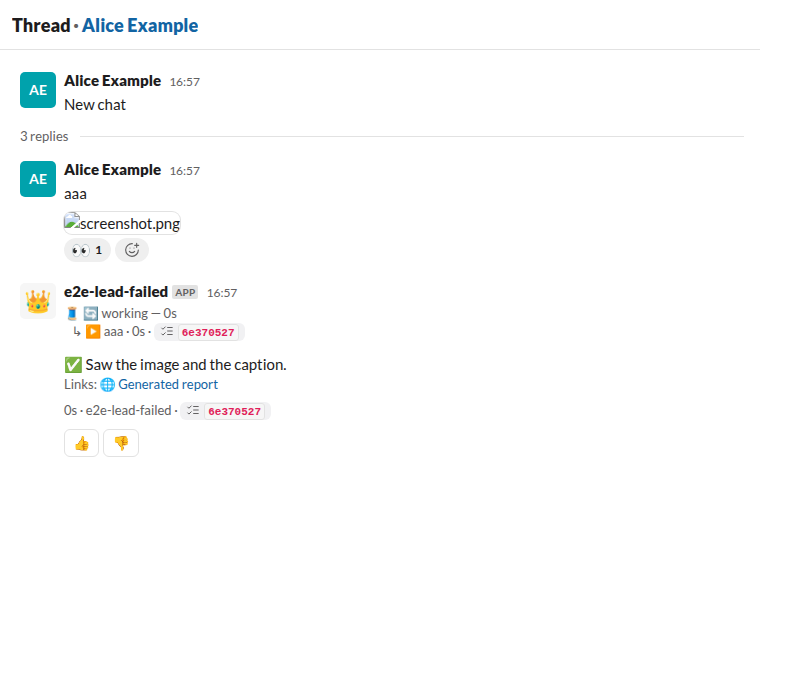 Thread · Alice Example
AE
Alice Example 16:57
New chat
3 replies
AE
Alice Example 16:57
aaa
screenshot.png
👀 1
e2e-lead-failed APP 16:57
🧵 🔄 working — 0s
↳ ▶️ aaa · 0s · 6e370527
✅ Saw the image and the caption.
Links: 🌐 Generated report
0s · e2e-lead-failed · 6e370527
👍 👎